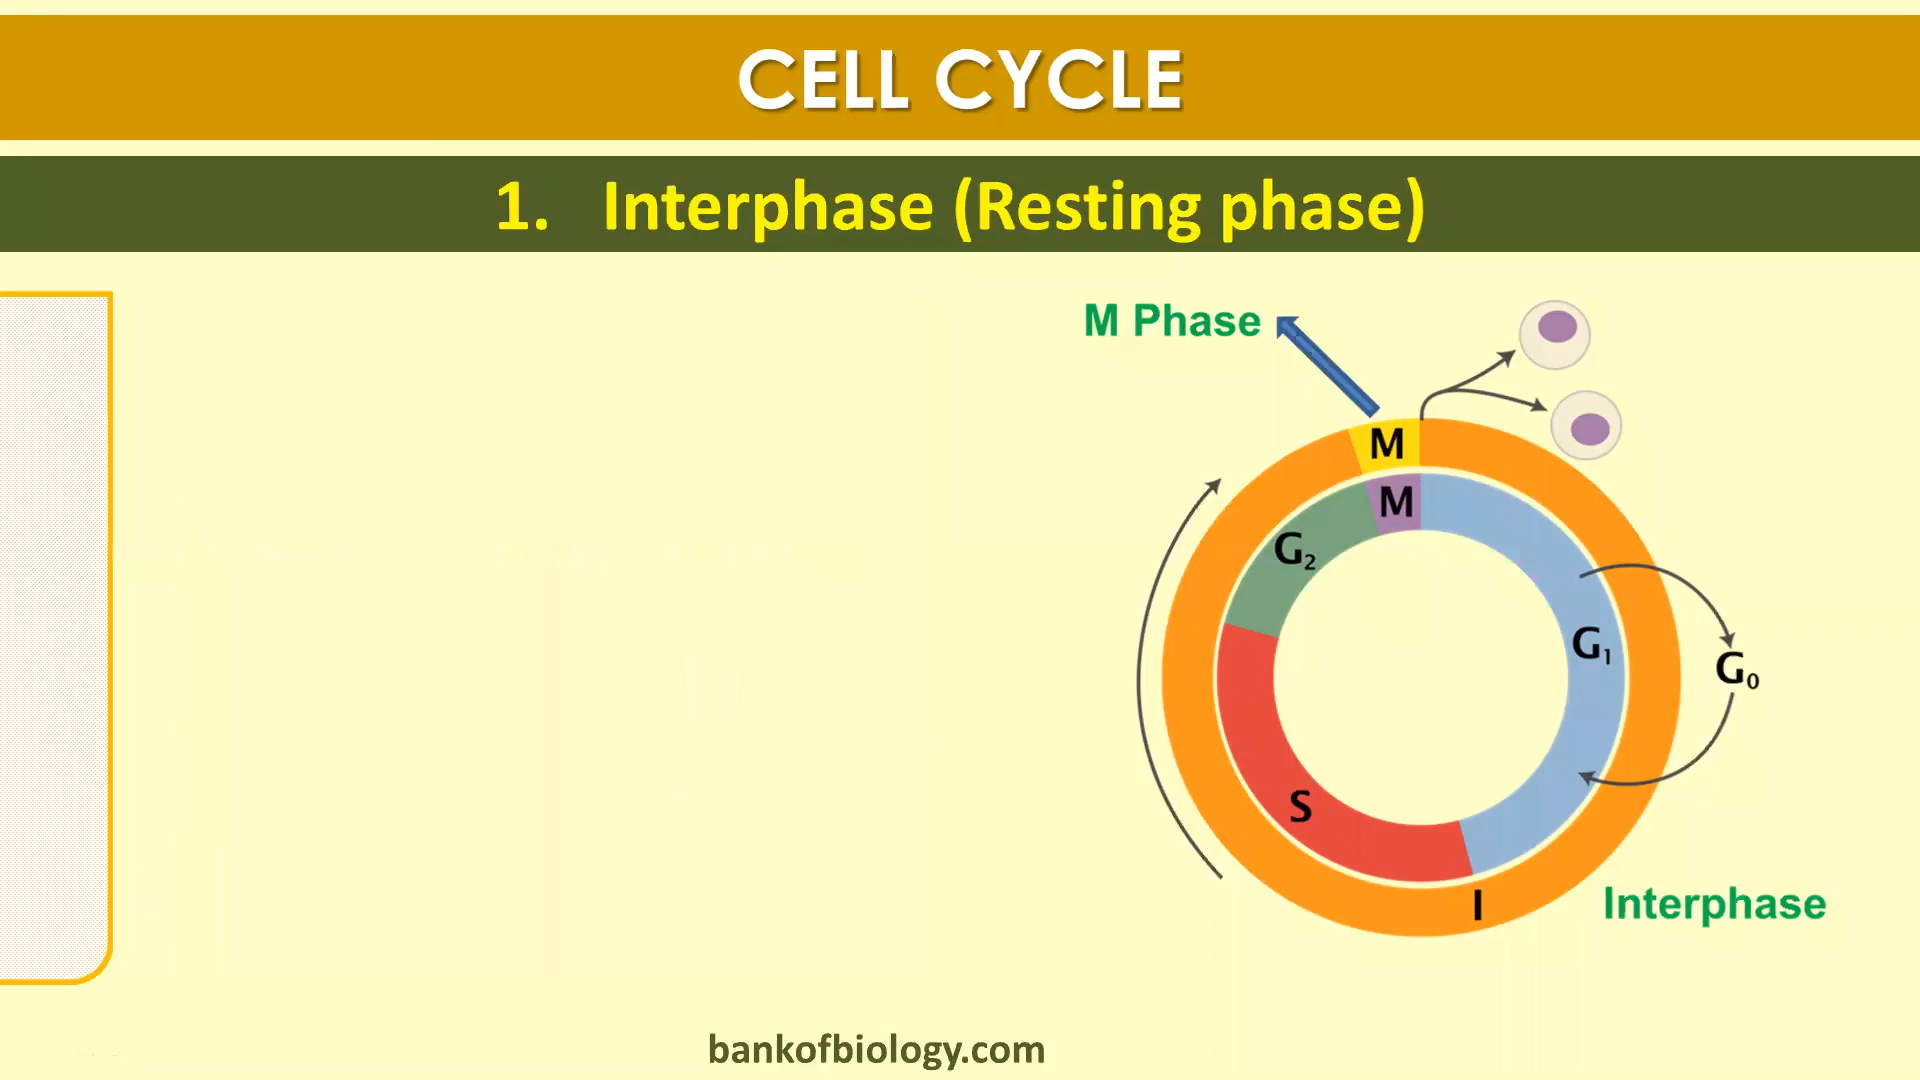 CELL CYCLE
1. Interphase (Resting phase)
M Phase
M
M
G₂
G₁
G₀
S
I
Interphase
bankofbiology.com